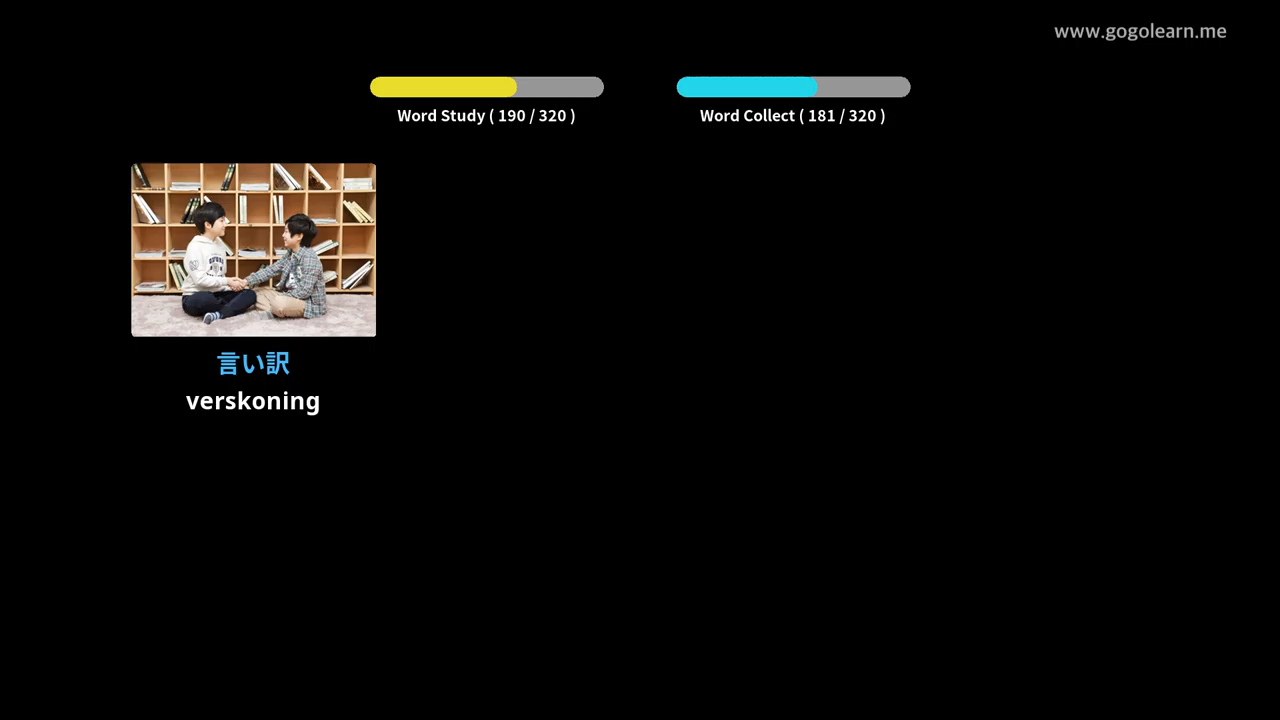 www.gogolearn.me
Word Study ( 190 / 320 )
Word Collect ( 181 / 320 )
言い訳
verskoning